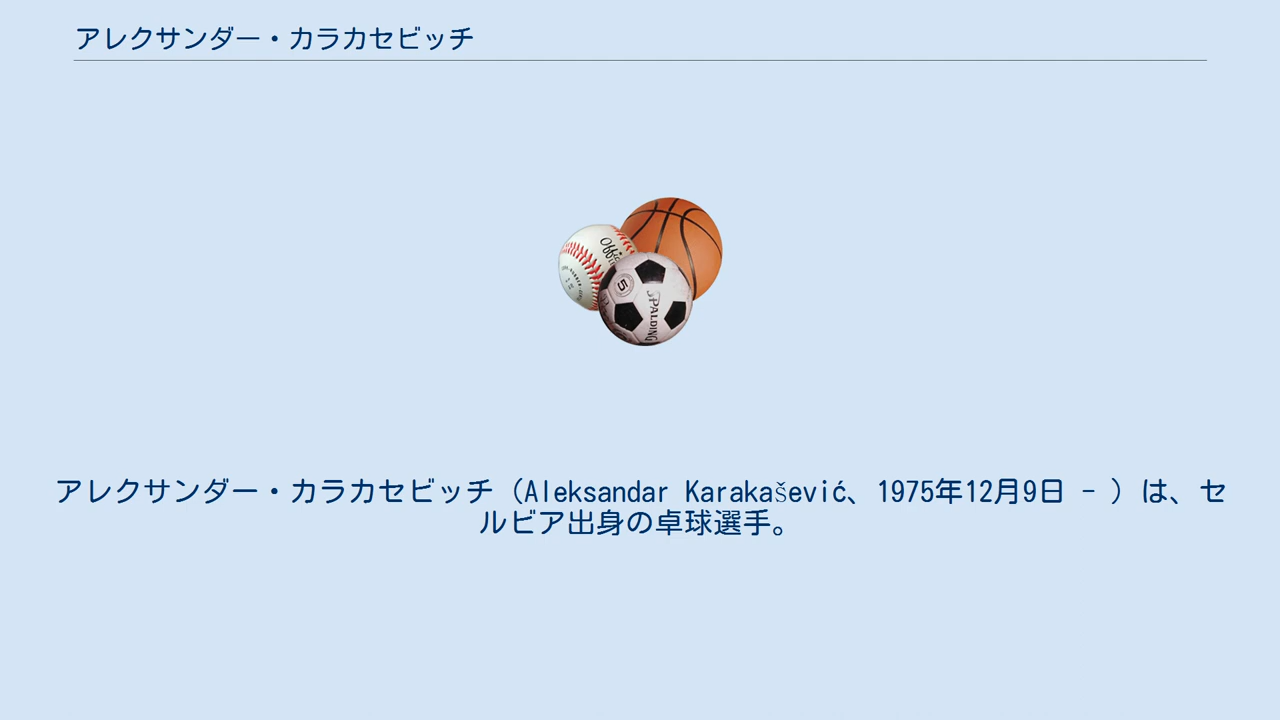 アレクサンダー・カラカセビッチ
Offici
5
SPALDING
アレクサンダー・カラカセビッチ（Aleksandar Karakašević、1975年12月9日 - ）は、セ
ルビア出身の卓球選手。